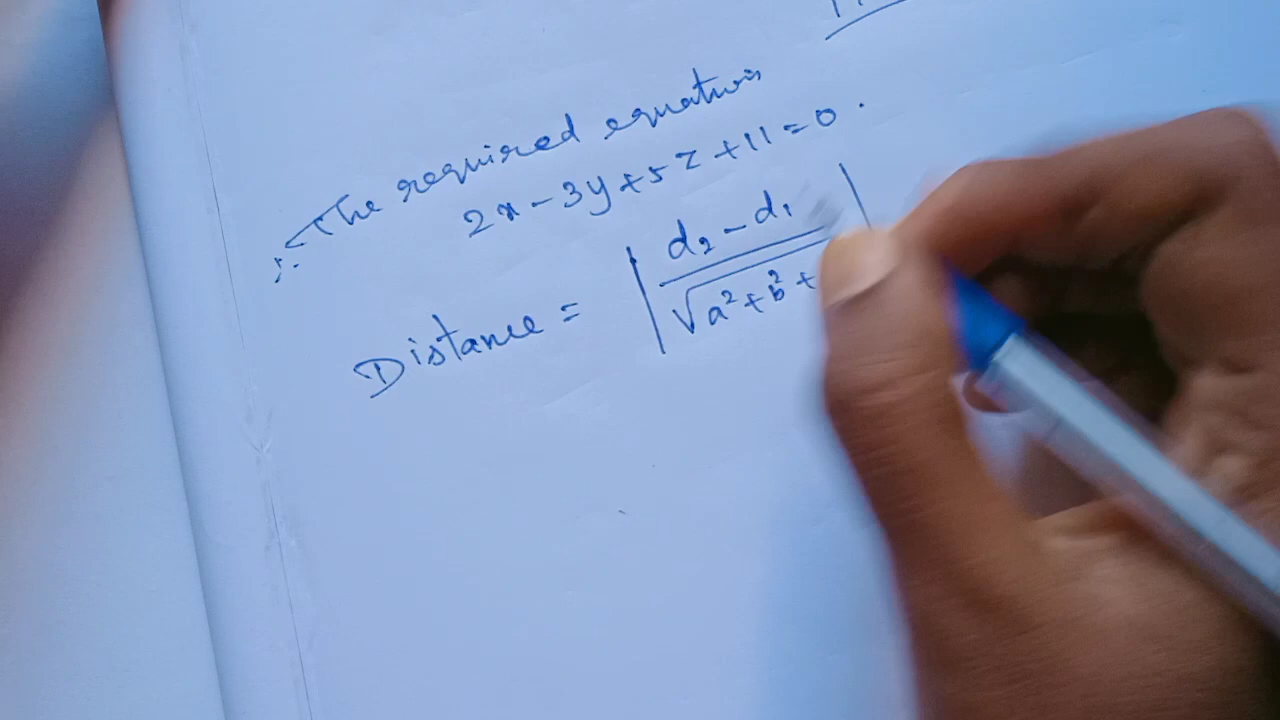 ∴ The required equation
2x - 3y + 5z + 11 = 0 .
Distance = | d₂ - d₁ / √a² + b² + |